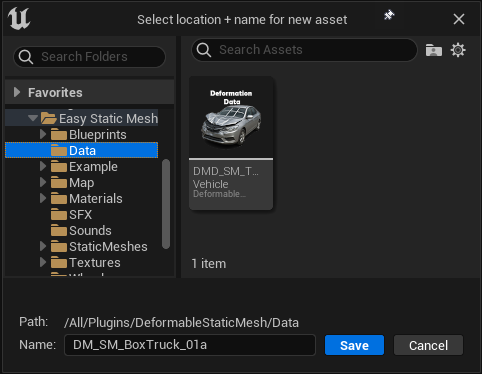 Select location + name for new asset
Search Folders
Search Assets
Favorites
Easy Static Mesh
Blueprints
Data
Example
Map
Materials
SFX
Sounds
StaticMeshes
Textures
Deformation
Data
DMD_SM_T...
Vehicle
Deformable...
1 item
Path: /All/Plugins/DeformableStaticMesh/Data
Name: DM_SM_BoxTruck_01a
Save
Cancel